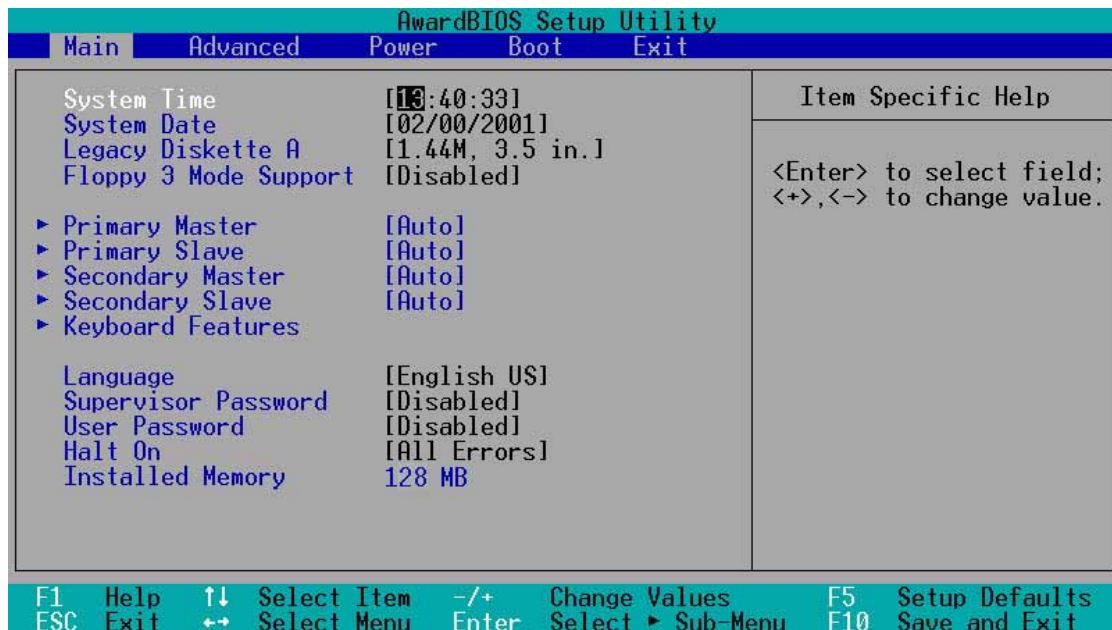 AwardBIOS Setup Utility
Main Advanced Power Boot Exit
System Time [13:40:33]
System Date [02/00/2001]
Legacy Diskette A [1.44M, 3.5 in.]
Floppy 3 Mode Support [Disabled]
▸ Primary Master [Auto]
▸ Primary Slave [Auto]
▸ Secondary Master [Auto]
▸ Secondary Slave [Auto]
▸ Keyboard Features
Language [English US]
Supervisor Password [Disabled]
User Password [Disabled]
Halt On [All Errors]
Installed Memory 128 MB
Item Specific Help
<Enter> to select field;
<+>,<-> to change value.
F1 Help ↑↓ Select Item -/+ Change Values F5 Setup Defaults
ESC Exit ←→ Select Menu Enter Select ▸ Sub-Menu F10 Save and Exit